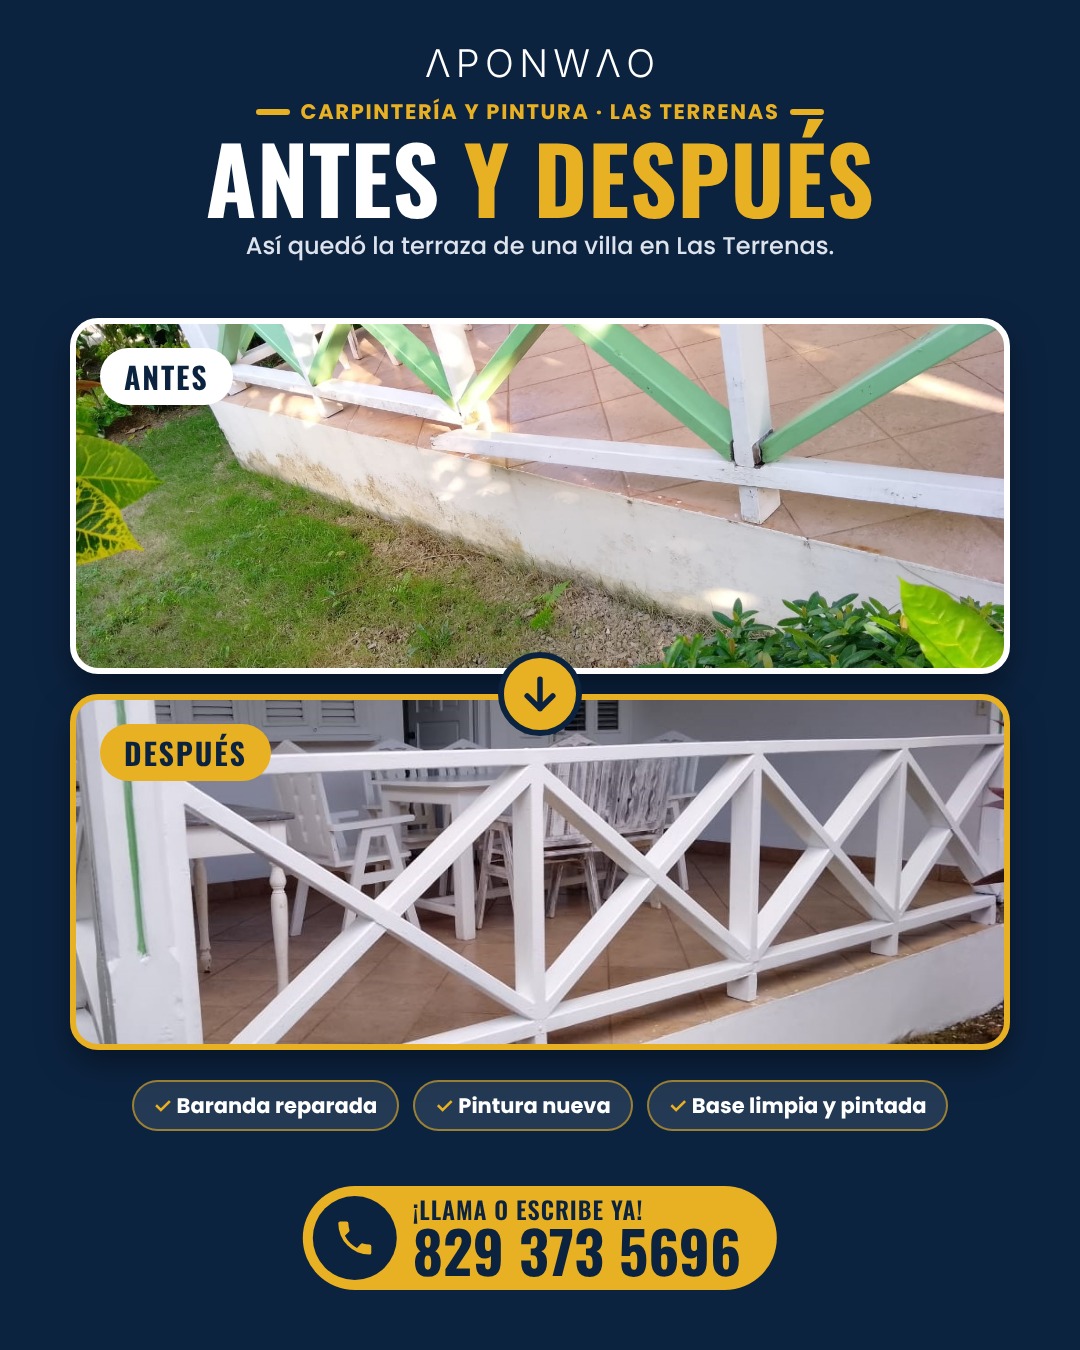 APONWAO
CARPINTERÍA Y PINTURA · LAS TERRENAS
ANTES Y DESPUÉS
Así quedó la terraza de una villa en Las Terrenas.
ANTES
DESPUÉS
Baranda reparada
Pintura nueva
Base limpia y pintada
¡LLAMA O ESCRIBE YA!
829 373 5696